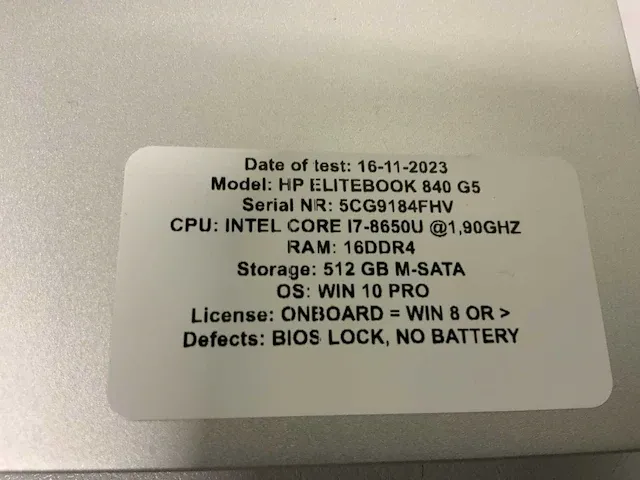 Date of test: 16-11-2023
Model: HP ELITEBOOK 840 G5
Serial NR: 5CG9184FHV
CPU: INTEL CORE I7-8650U @1,90GHZ
RAM: 16DDR4
Storage: 512 GB M-SATA
OS: WIN 10 PRO
License: ONBOARD = WIN 8 OR >
Defects: BIOS LOCK, NO BATTERY